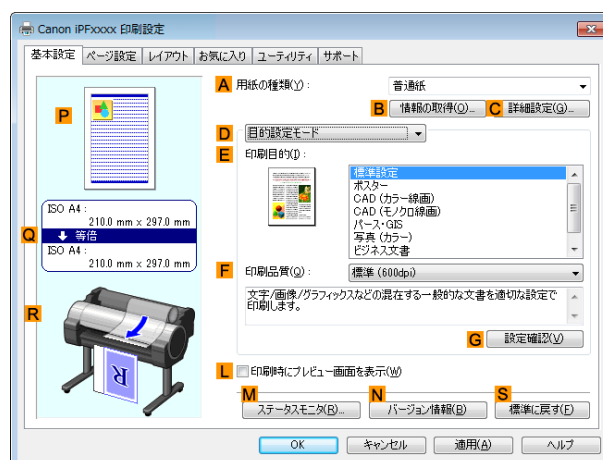 Canon iPFxxxx 印刷設定
基本設定 ページ設定 レイアウト お気に入り ユーティリティ サポート
A 用紙の種類(Y): 普通紙
B 情報の取得(O)... C 詳細設定(G)...
P
D 目的設定モード
E 印刷目的(I):
標準設定
ポスター
CAD (カラー線画)
CAD (モノクロ線画)
パース・GIS
写真 (カラー)
ビジネス文書
ISO A4 :
210.0 mm x 297.0 mm
Q 等倍
ISO A4 :
210.0 mm x 297.0 mm
F 印刷品質(Q): 標準 (600dpi)
文字/画像/グラフィックスなどの混在する一般的な文書を適切な設定で
印刷します。
R
G 設定確認(V)
R
L 印刷時にプレビュー画面を表示(W)
M N S
ステータスモニタ(R)... バージョン情報(B) 標準に戻す(F)
OK キャンセル 適用(A) ヘルプ